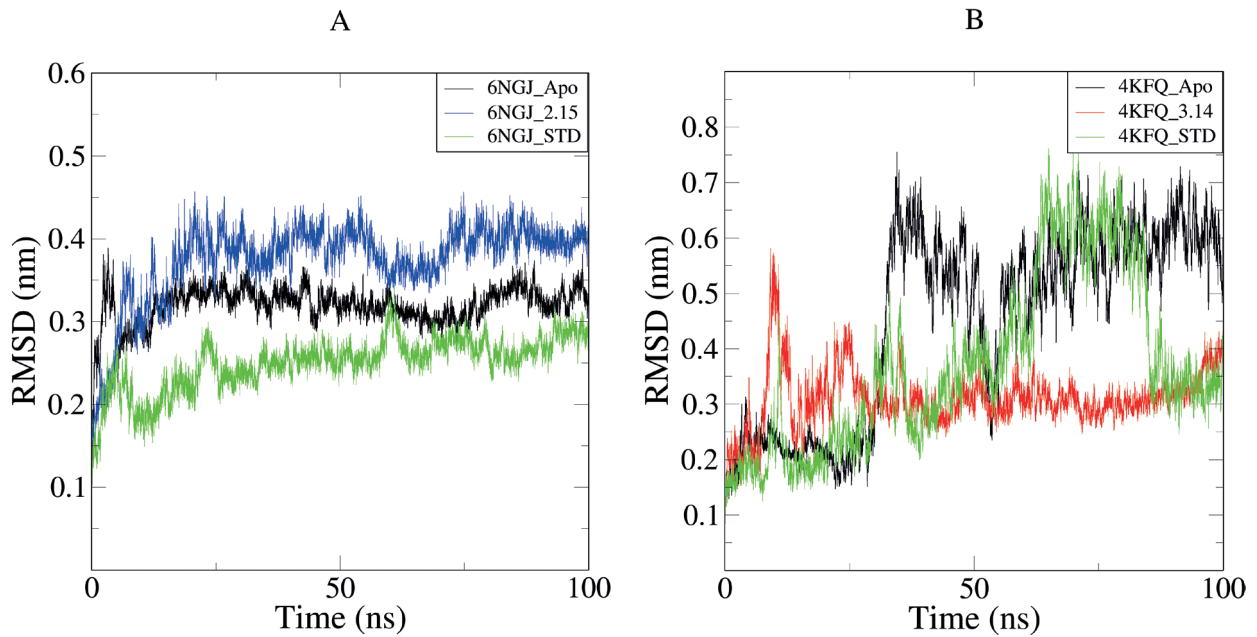 A
RMSD (nm)
0.6
0.5
0.4
0.3
0.2
0.1
0
50
100
Time (ns)
6NGJ_Apo
6NGJ_2.15
6NGJ_STD
B
RMSD (nm)
0.8
0.7
0.6
0.5
0.4
0.3
0.2
0.1
0
50
100
Time (ns)
4KFQ_Apo
4KFQ_3.14
4KFQ_STD